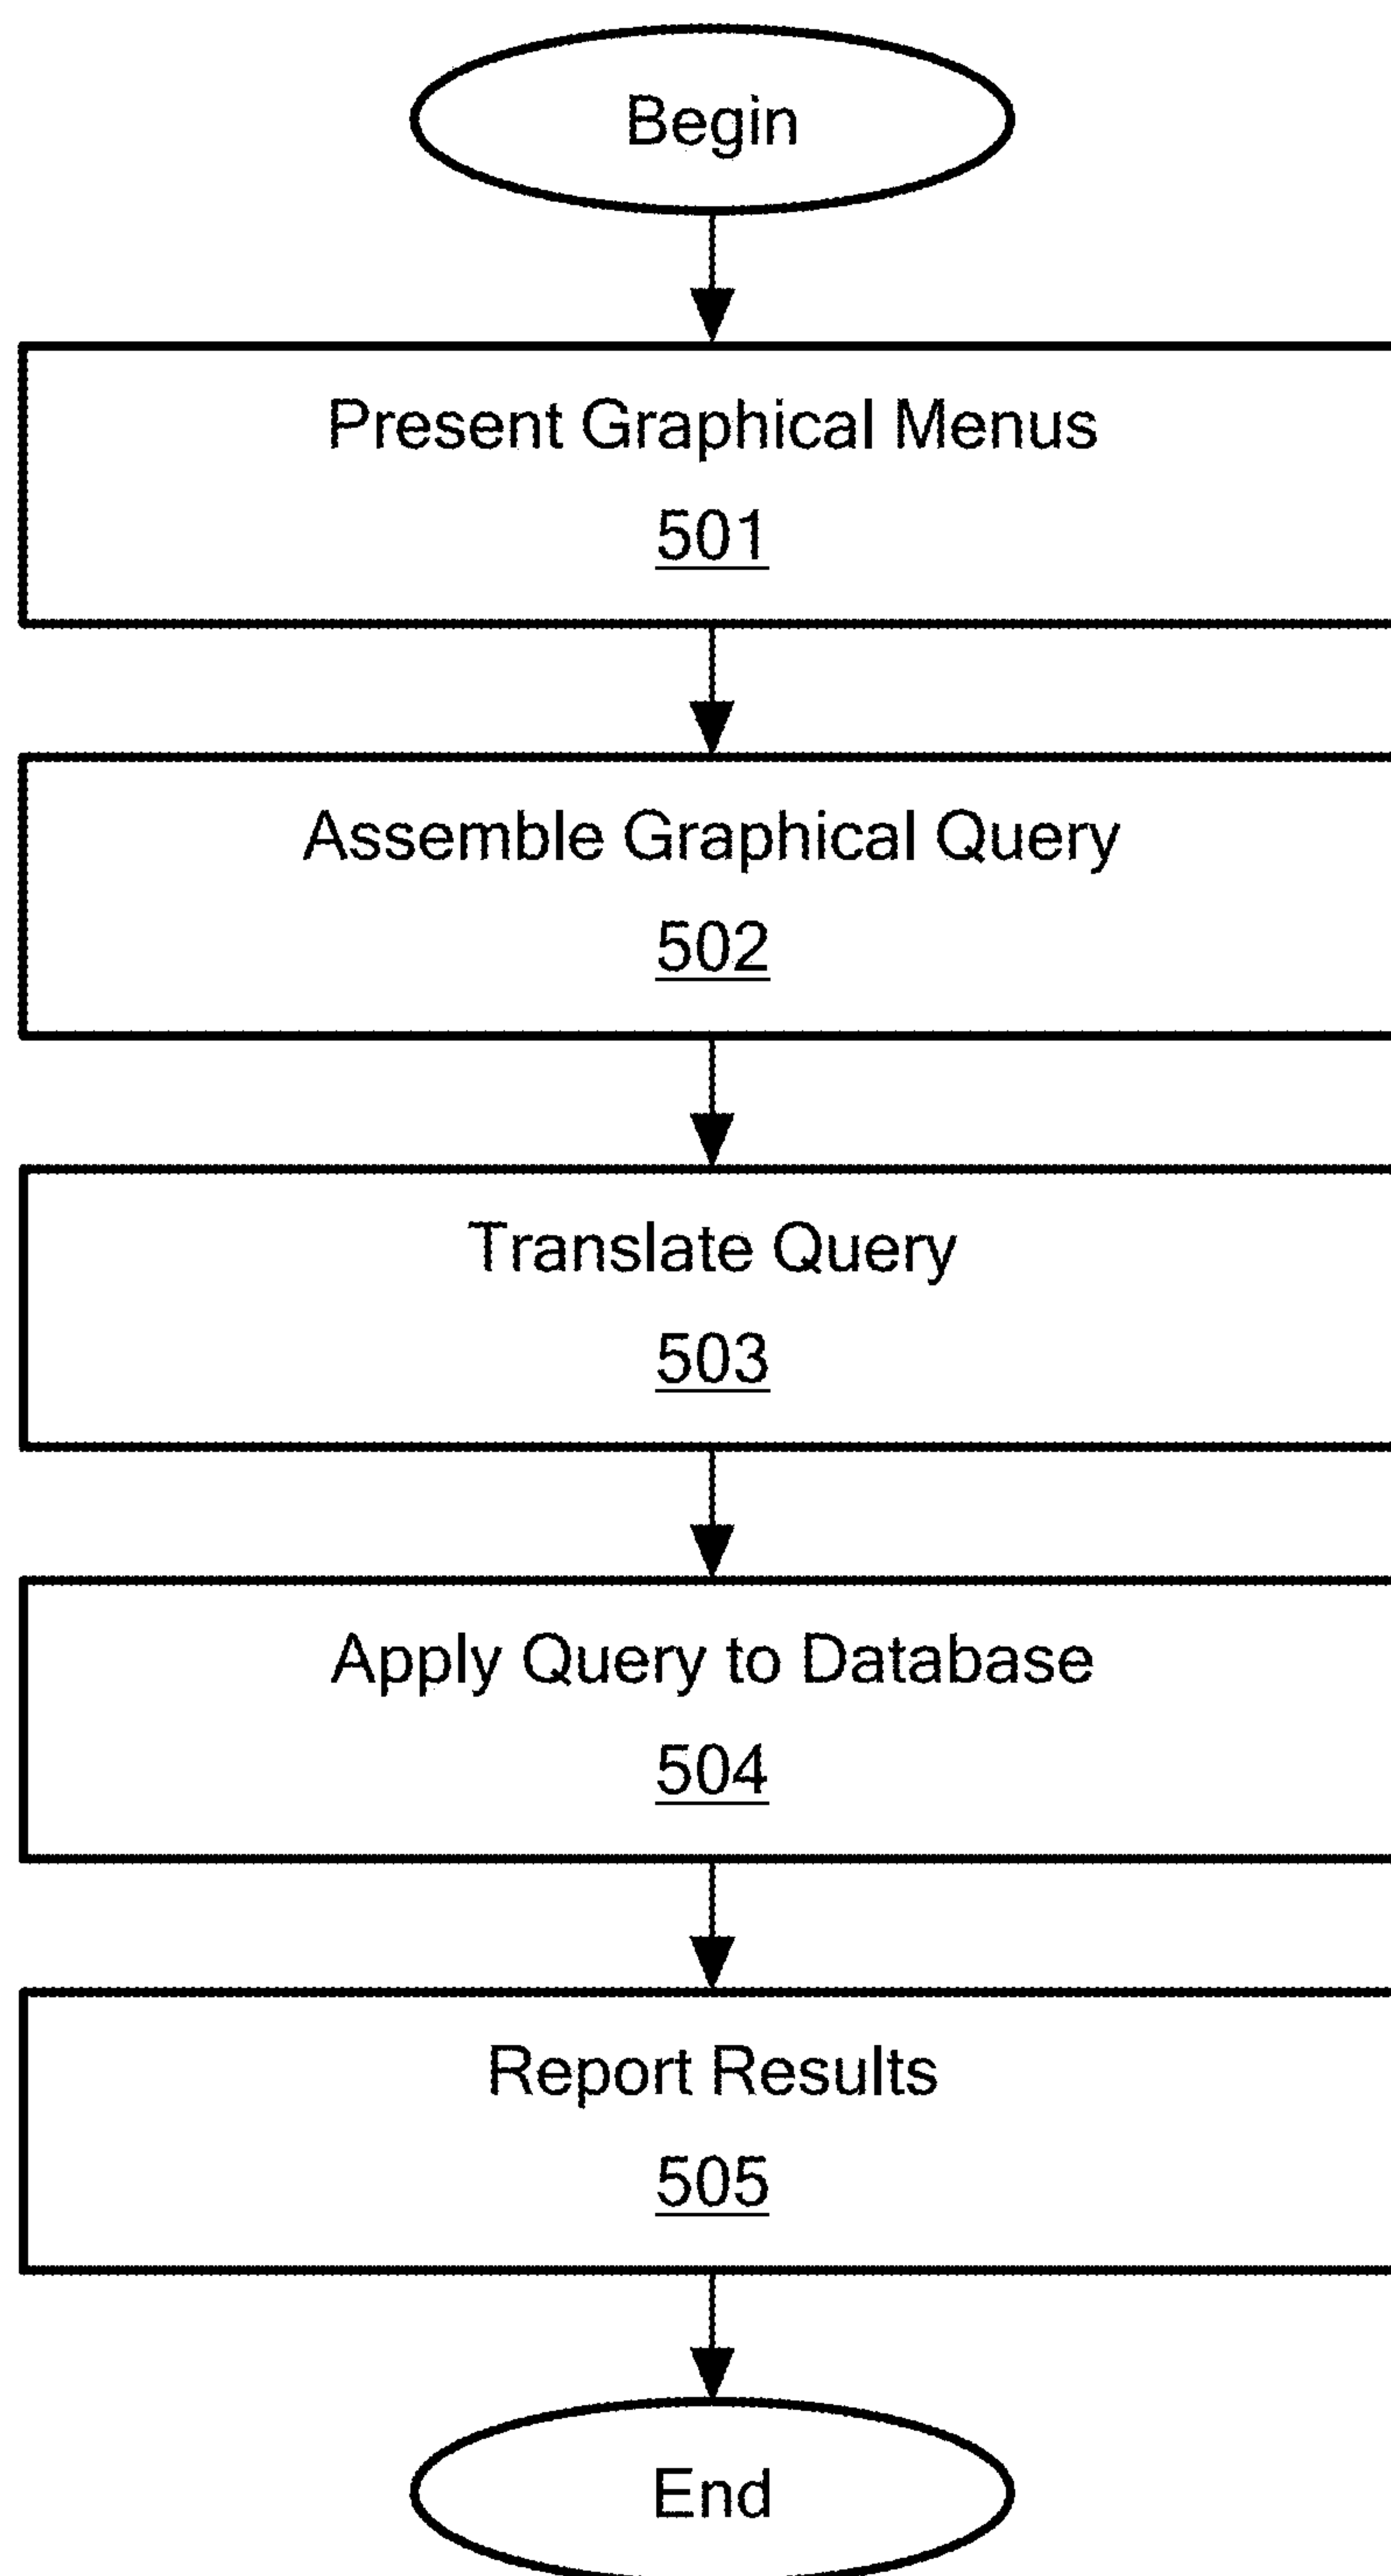 Begin
Present Graphical Menus
501
Assemble Graphical Query
502
Translate Query
503
Apply Query to Database
504
Report Results
505
End